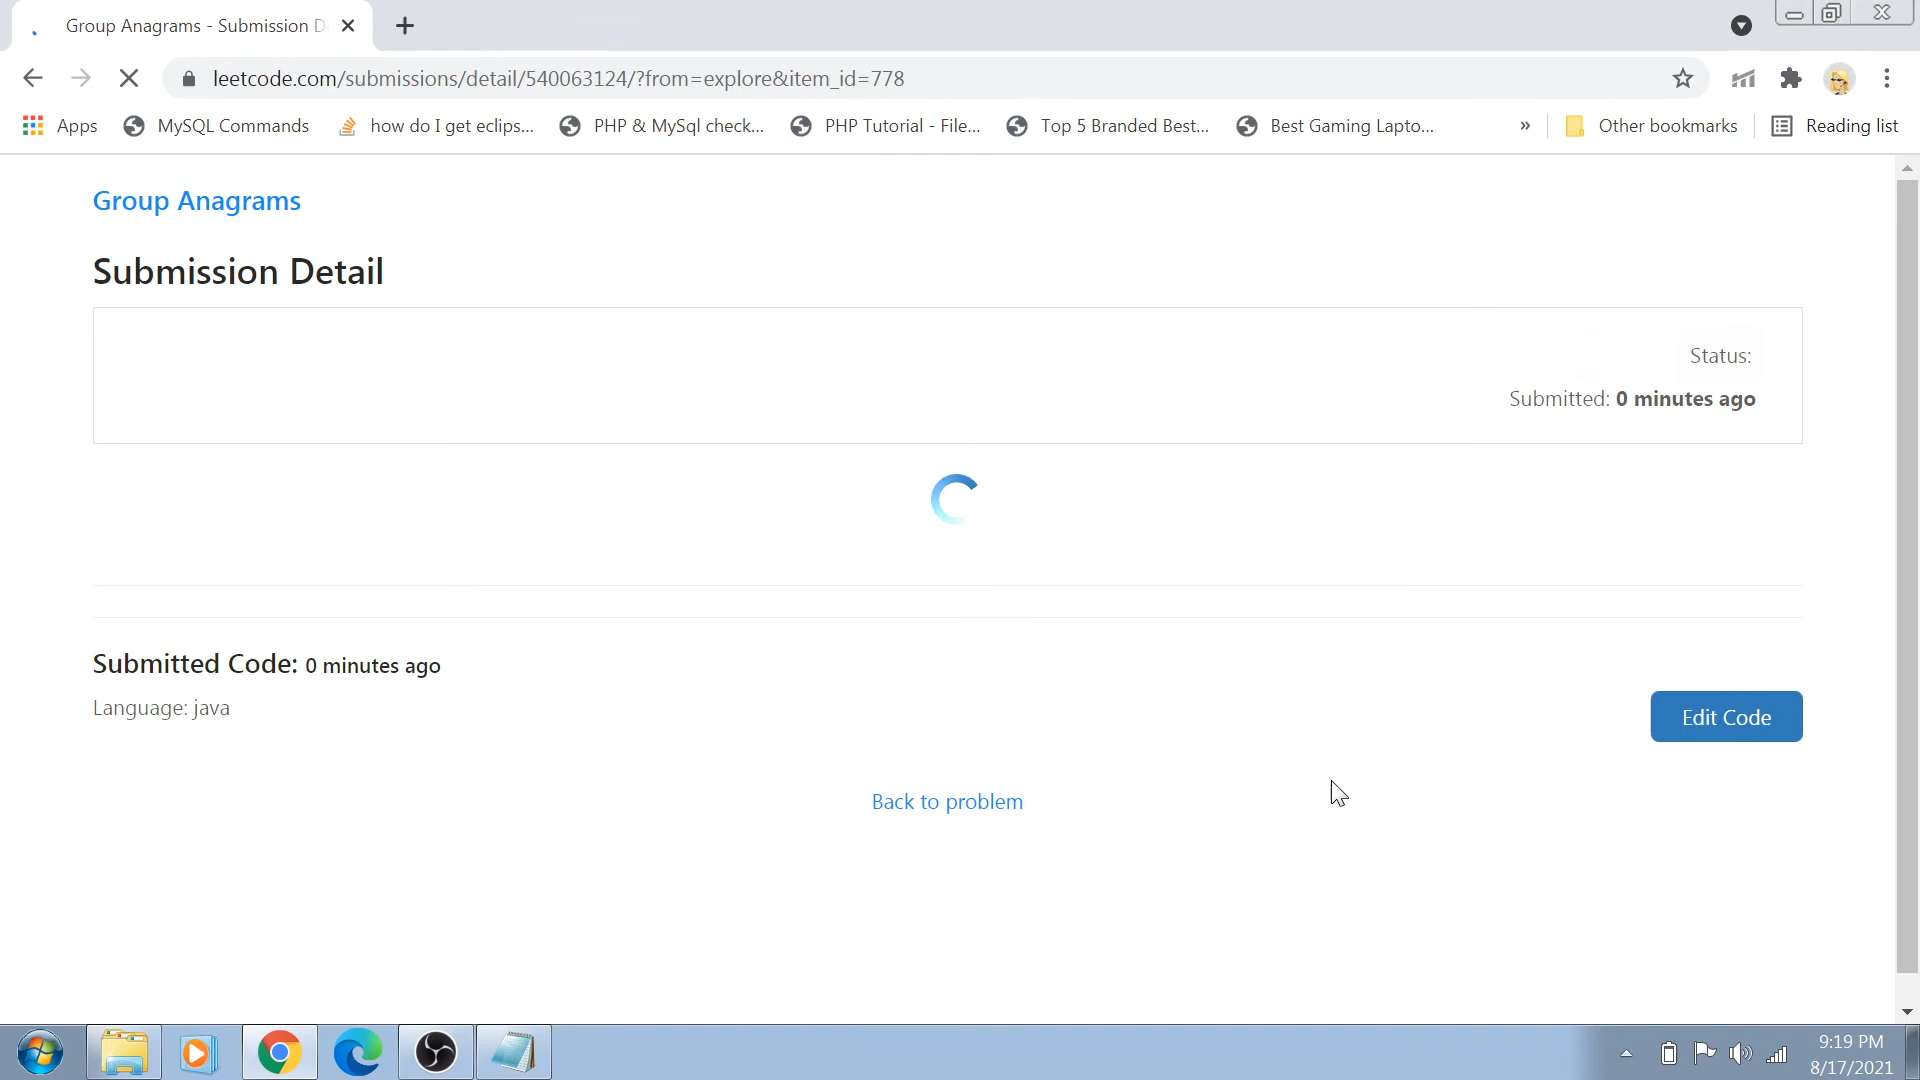 Group Anagrams - Submission D
leetcode.com/submissions/detail/540063124/?from=explore&item_id=778
Apps MySQL Commands how do I get eclips... PHP & MySql check... PHP Tutorial - File... Top 5 Branded Best... Best Gaming Lapto... » Other bookmarks Reading list
Group Anagrams
Submission Detail
Status:
Submitted: 0 minutes ago
Submitted Code: 0 minutes ago
Language: java
Edit Code
Back to problem
9:19 PM
8/17/2021